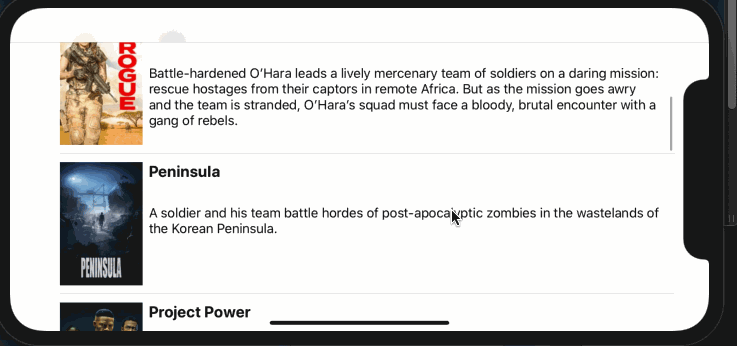 ROGUE
Battle-hardened O’Hara leads a lively mercenary team of soldiers on a daring mission:
rescue hostages from their captors in remote Africa. But as the mission goes awry
and the team is stranded, O’Hara’s squad must face a bloody, brutal encounter with a
gang of rebels.
Peninsula
A soldier and his team battle hordes of post-apocalyptic zombies in the wastelands of
the Korean Peninsula.
PENINSULA
Project Power